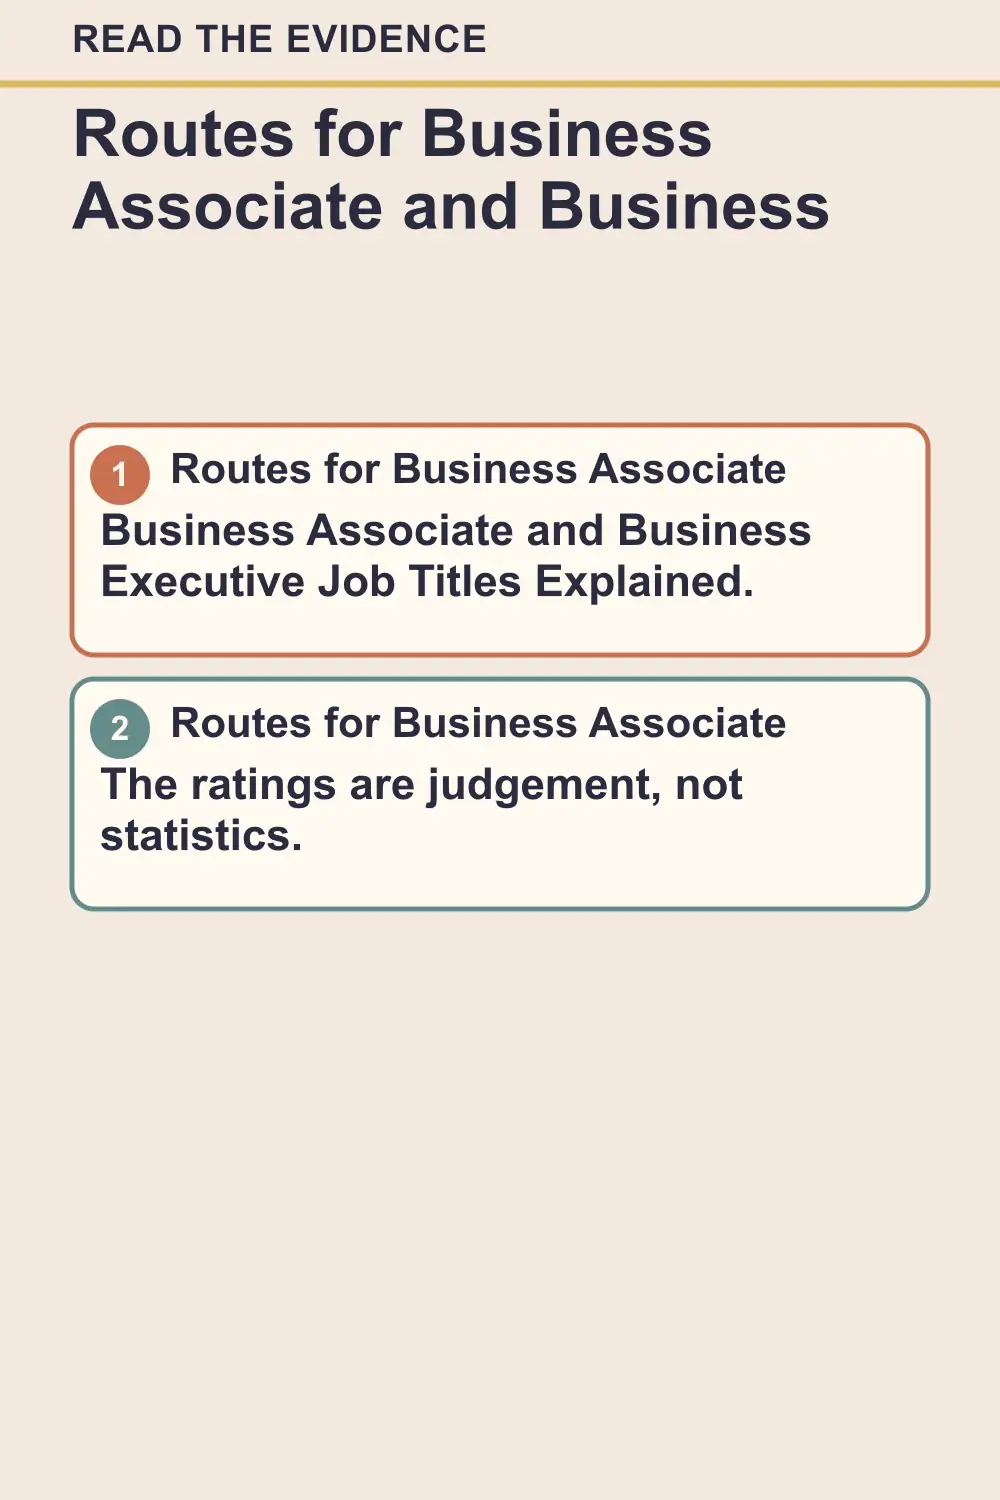 READ THE EVIDENCE
Routes for Business
Associate and Business
1 Routes for Business Associate
Business Associate and Business
Executive Job Titles Explained.
2 Routes for Business Associate
The ratings are judgement, not
statistics.